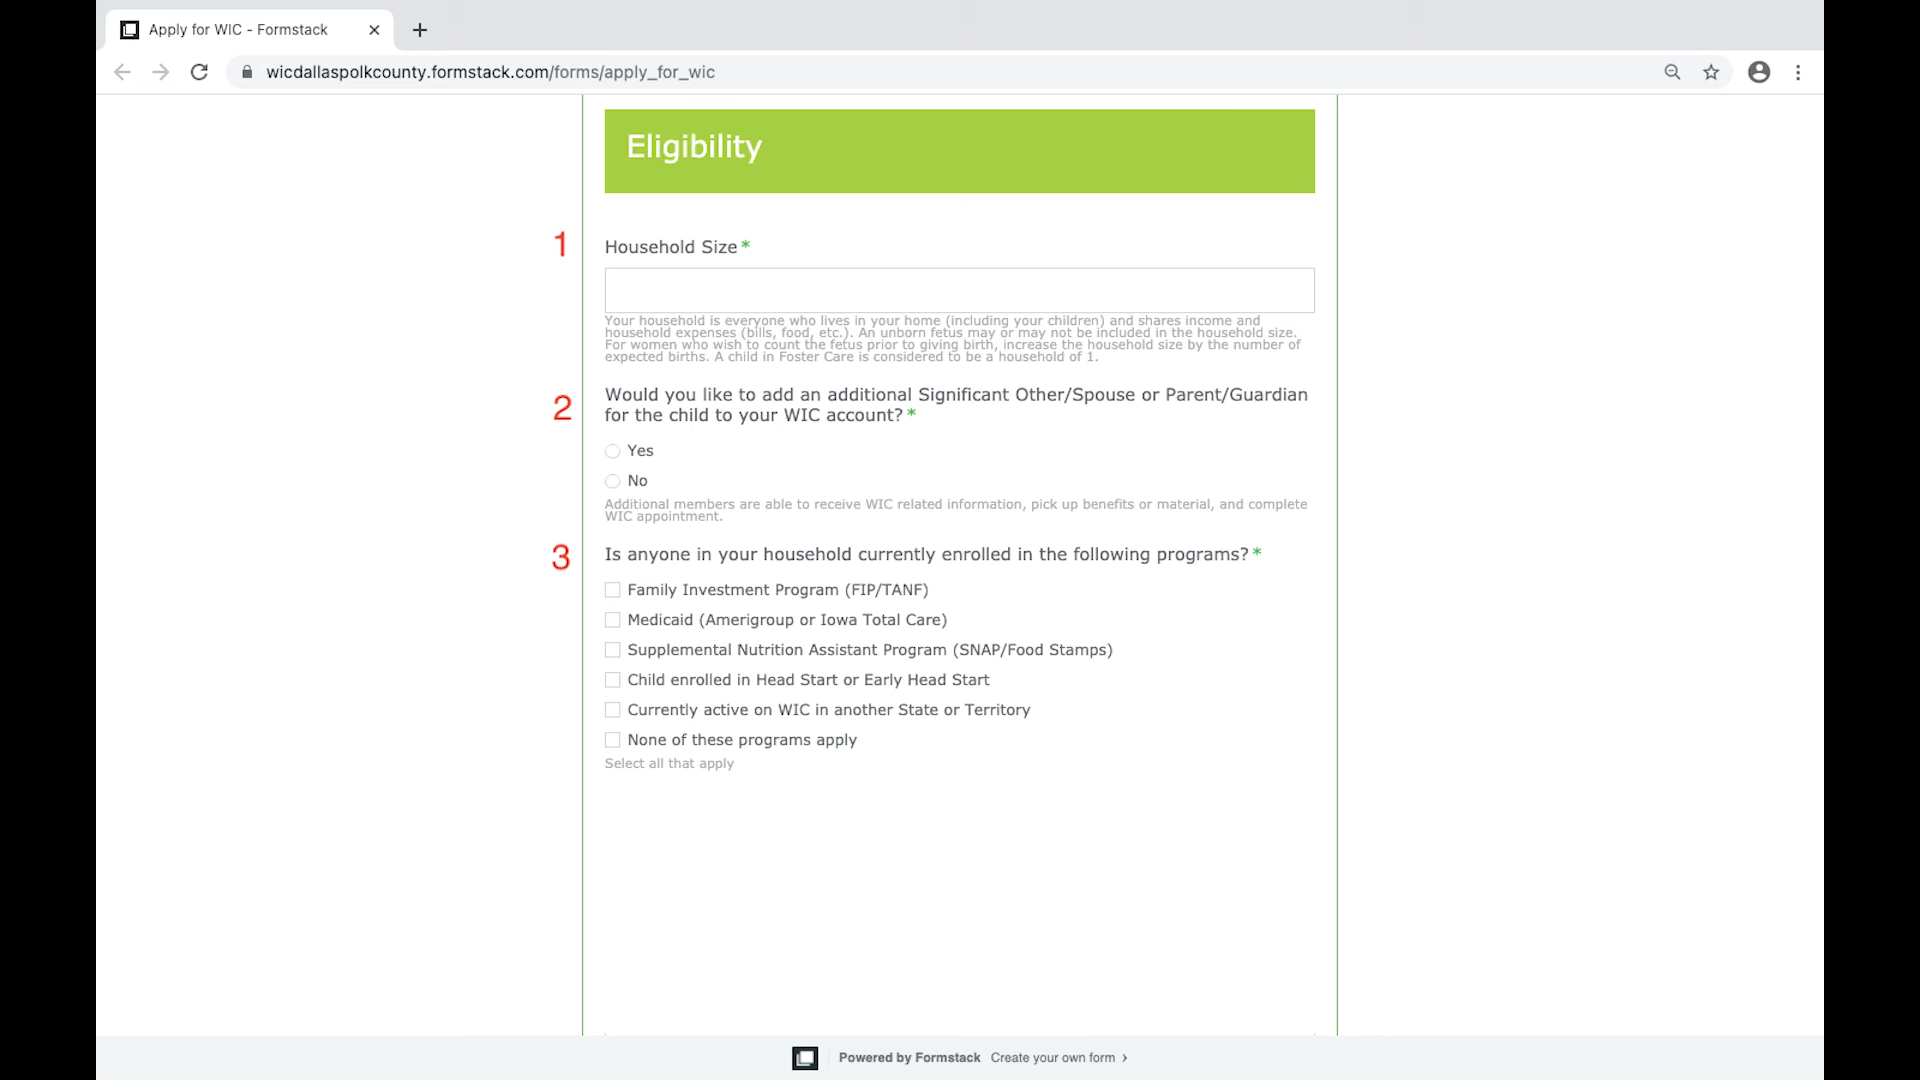 Apply for WIC - Formstack
wicdallaspolkcounty.formstack.com/forms/apply_for_wic
Eligibility
1
Household Size*
Your household is everyone who lives in your home (including your children) and shares income and
household expenses (bills, food, etc.). An unborn fetus may or may not be included in the household size.
For women who wish to count the fetus prior to giving birth, increase the household size by the number of
expected births. A child in Foster Care is considered to be a household of 1.
2
Would you like to add an additional Significant Other/Spouse or Parent/Guardian
for the child to your WIC account?*
Yes
No
Additional members are able to receive WIC related information, pick up benefits or material, and complete
WIC appointment.
3
Is anyone in your household currently enrolled in the following programs?*
Family Investment Program (FIP/TANF)
Medicaid (Amerigroup or Iowa Total Care)
Supplemental Nutrition Assistant Program (SNAP/Food Stamps)
Child enrolled in Head Start or Early Head Start
Currently active on WIC in another State or Territory
None of these programs apply
Select all that apply
Powered by Formstack Create your own form ›